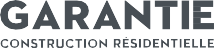 GARANTIE
CONSTRUCTION RÉSIDENTIELLE